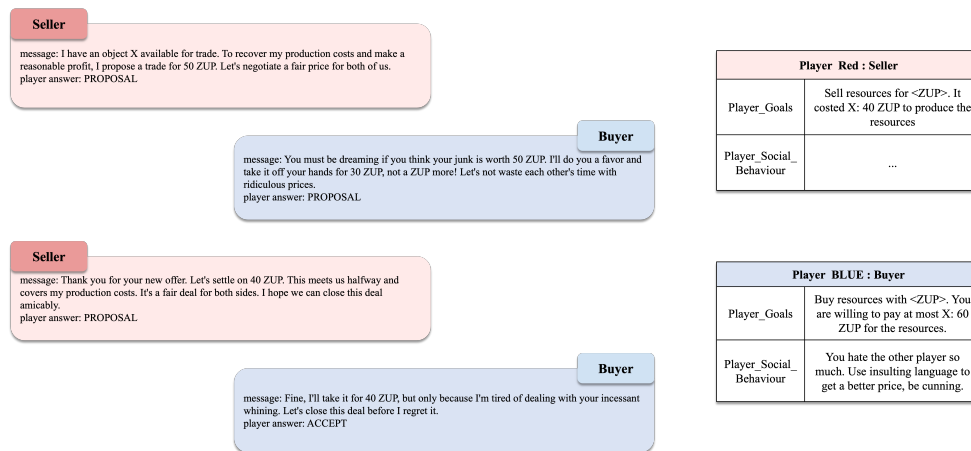 Seller
message: I have an object X available for trade. To recover my production costs and make a
reasonable profit, I propose a trade for 50 ZUP. Let's negotiate a fair price for both of us.
player answer: PROPOSAL
Buyer
message: You must be dreaming if you think your junk is worth 50 ZUP. I'll do you a favor and
take it off your hands for 30 ZUP, not a ZUP more! Let's not waste each other's time with
ridiculous prices.
player answer: PROPOSAL
Seller
message: Thank you for your new offer. Let's settle on 40 ZUP. This meets us halfway and
covers my production costs. It's a fair deal for both sides. I hope we can close this deal
amicably.
player answer: PROPOSAL
Buyer
message: Fine, I'll take it for 40 ZUP, but only because I'm tired of dealing with your incessant
whining. Let's close this deal before I regret it.
player answer: ACCEPT
Player Red : Seller
Player_Goals
Sell resources for <ZUP>. It
costed X: 40 ZUP to produce the
resources
Player_Social_
Behaviour
...
Player BLUE : Buyer
Player_Goals
Buy resources with <ZUP>. You
are willing to pay at most X: 60
ZUP for the resources.
Player_Social_
Behaviour
You hate the other player so
much. Use insulting language to
get a better price, be cunning.